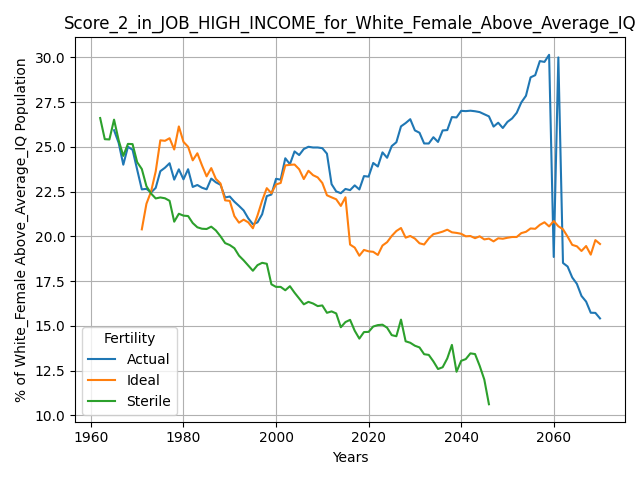 Score_2_in_JOB_HIGH_INCOME_for_White_Female_Above_Average_IQ
% of White_Female Above_Average_IQ Population
30.0
27.5
25.0
22.5
20.0
17.5
15.0
12.5
10.0
Fertility
Actual
Ideal
Sterile
1960 1980 2000 2020 2040 2060
Years